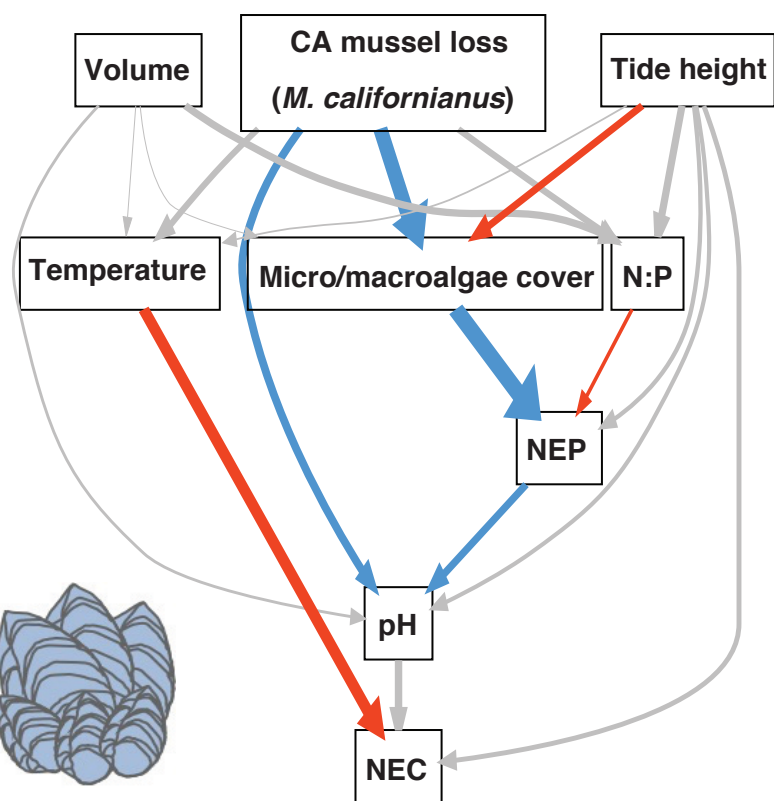 Volume
CA mussel loss
(M. californianus)
Tide height
Temperature
Micro/macroalgae cover
N:P
NEP
pH
NEC